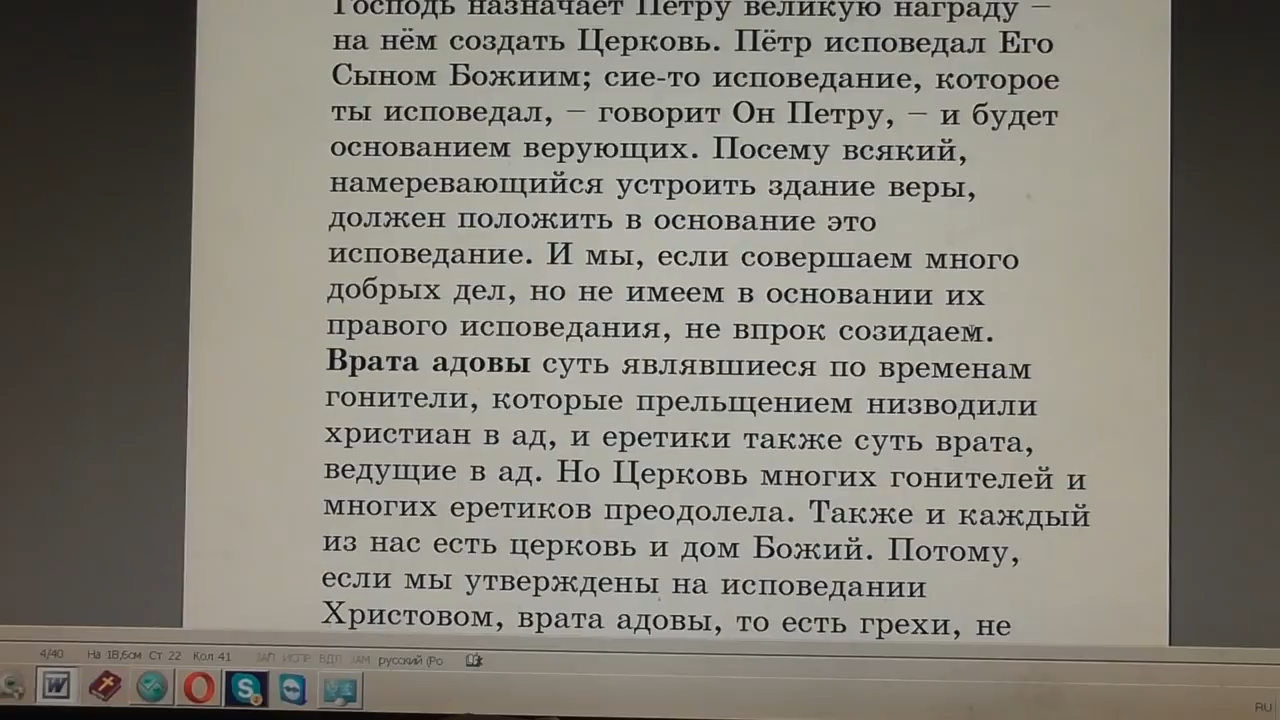 Господь назначает Петру великую награду –
на нём создать Церковь. Пётр исповедал Его
Сыном Божиим; сие-то исповедание, которое
ты исповедал, – говорит Он Петру, – и будет
основанием верующих. Посему всякий,
намеревающийся устроить здание веры,
должен положить в основание это
исповедание. И мы, если совершаем много
добрых дел, но не имеем в основании их
правого исповедания, не впрок созидаем.
Врата адовы суть являвшиеся по временам
гонители, которые прельщением низводили
христиан в ад, и еретики также суть врата,
ведущие в ад. Но Церковь многих гонителей и
многих еретиков преодолела. Также и каждый
из нас есть церковь и дом Божий. Потому,
если мы утверждены на исповедании
Христовом, врата адовы, то есть грехи, не
4/40 На 18,6см Ст 22 Кол 41 ЗАП ИСПР ВДЛ ЗАМ русский (Ро
RU